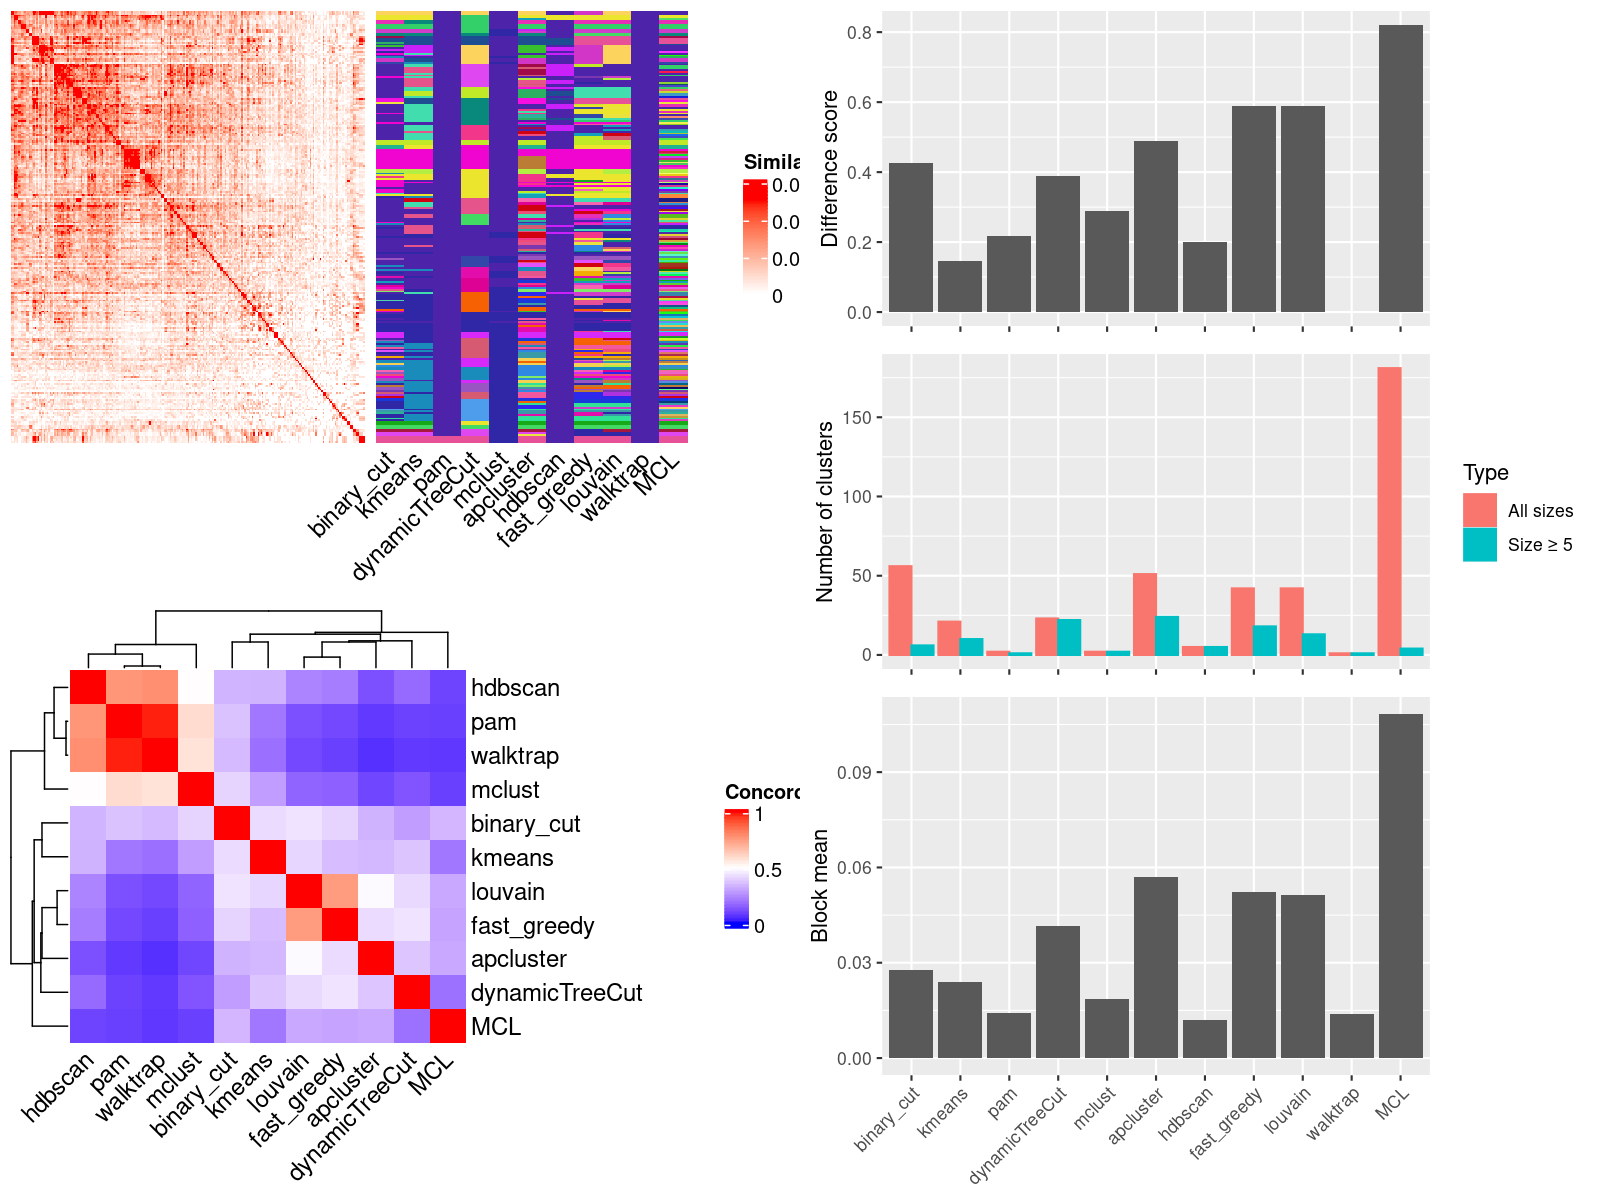 Simila
0.0
0.0
0.0
0
binary_cut
kmeans
pam
dynamicTreeCut
mclust
apcluster
hdbscan
fast_greedy
louvain
walktrap
MCL
hdbscan
pam
walktrap
mclust
binary_cut
kmeans
louvain
fast_greedy
apcluster
dynamicTreeCut
MCL
hdbscan
pam
walktrap
mclust
binary_cut
kmeans
louvain
fast_greedy
apcluster
dynamicTreeCut
MCL
Concord
1
0.5
0
Difference score
0.8
0.6
0.4
0.2
0.0
Number of clusters
150
100
50
0
Type
All sizes
Size ≥ 5
Block mean
0.09
0.06
0.03
0.00
binary_cut
kmeans
pam
dynamicTreeCut
mclust
apcluster
hdbscan
fast_greedy
louvain
walktrap
MCL